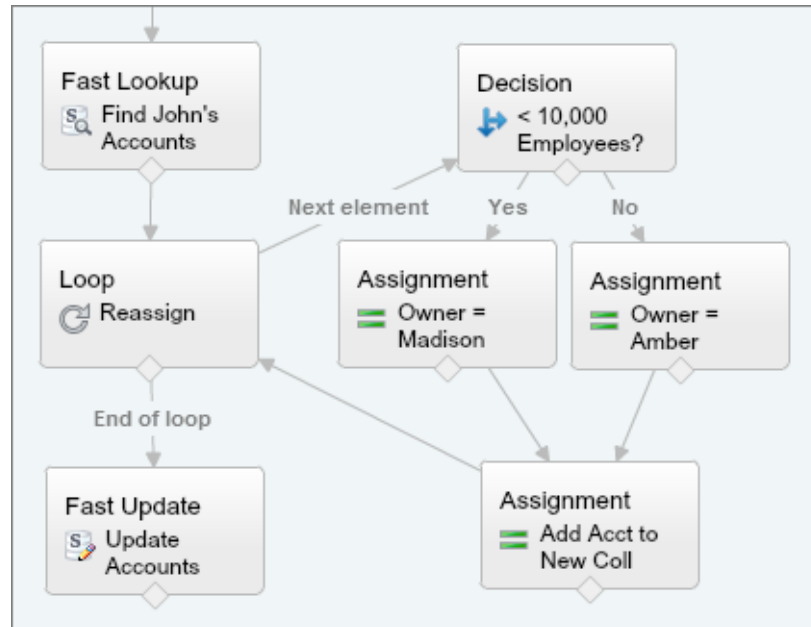 Fast Lookup
Find John's
Accounts
Decision
< 10,000
Employees?
Next element
Yes
No
Loop
Reassign
Assignment
Owner =
Madison
Assignment
Owner =
Amber
End of loop
Fast Update
Update
Accounts
Assignment
Add Acct to
New Coll